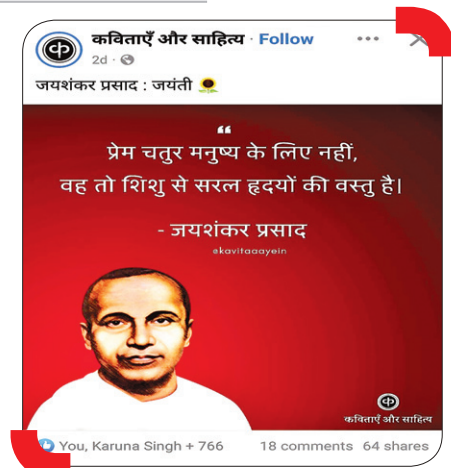 क
कविताएँ और साहित्य · Follow
2d ·
जयशंकर प्रसाद : जयंती
“
प्रेम चतुर मनुष्य के लिए नहीं,
वह तो शिशु से सरल हृदयों की वस्तु है।
- जयशंकर प्रसाद
@kavitaaayein
क
कविताएँ और साहित्य
You, Karuna Singh + 766 18 comments 64 shares